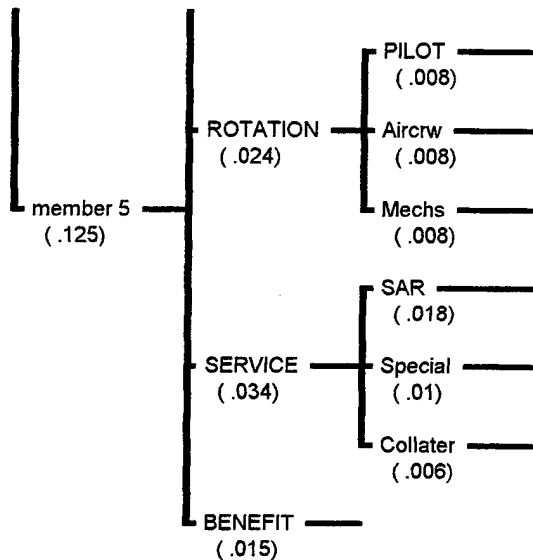 PILOT
( .008)
ROTATION
( .024)
Aircrw
( .008)
member 5
( .125)
Mechs
( .008)
SAR
( .018)
SERVICE
( .034)
Special
( .01)
Collater
( .006)
BENEFIT
( .015)